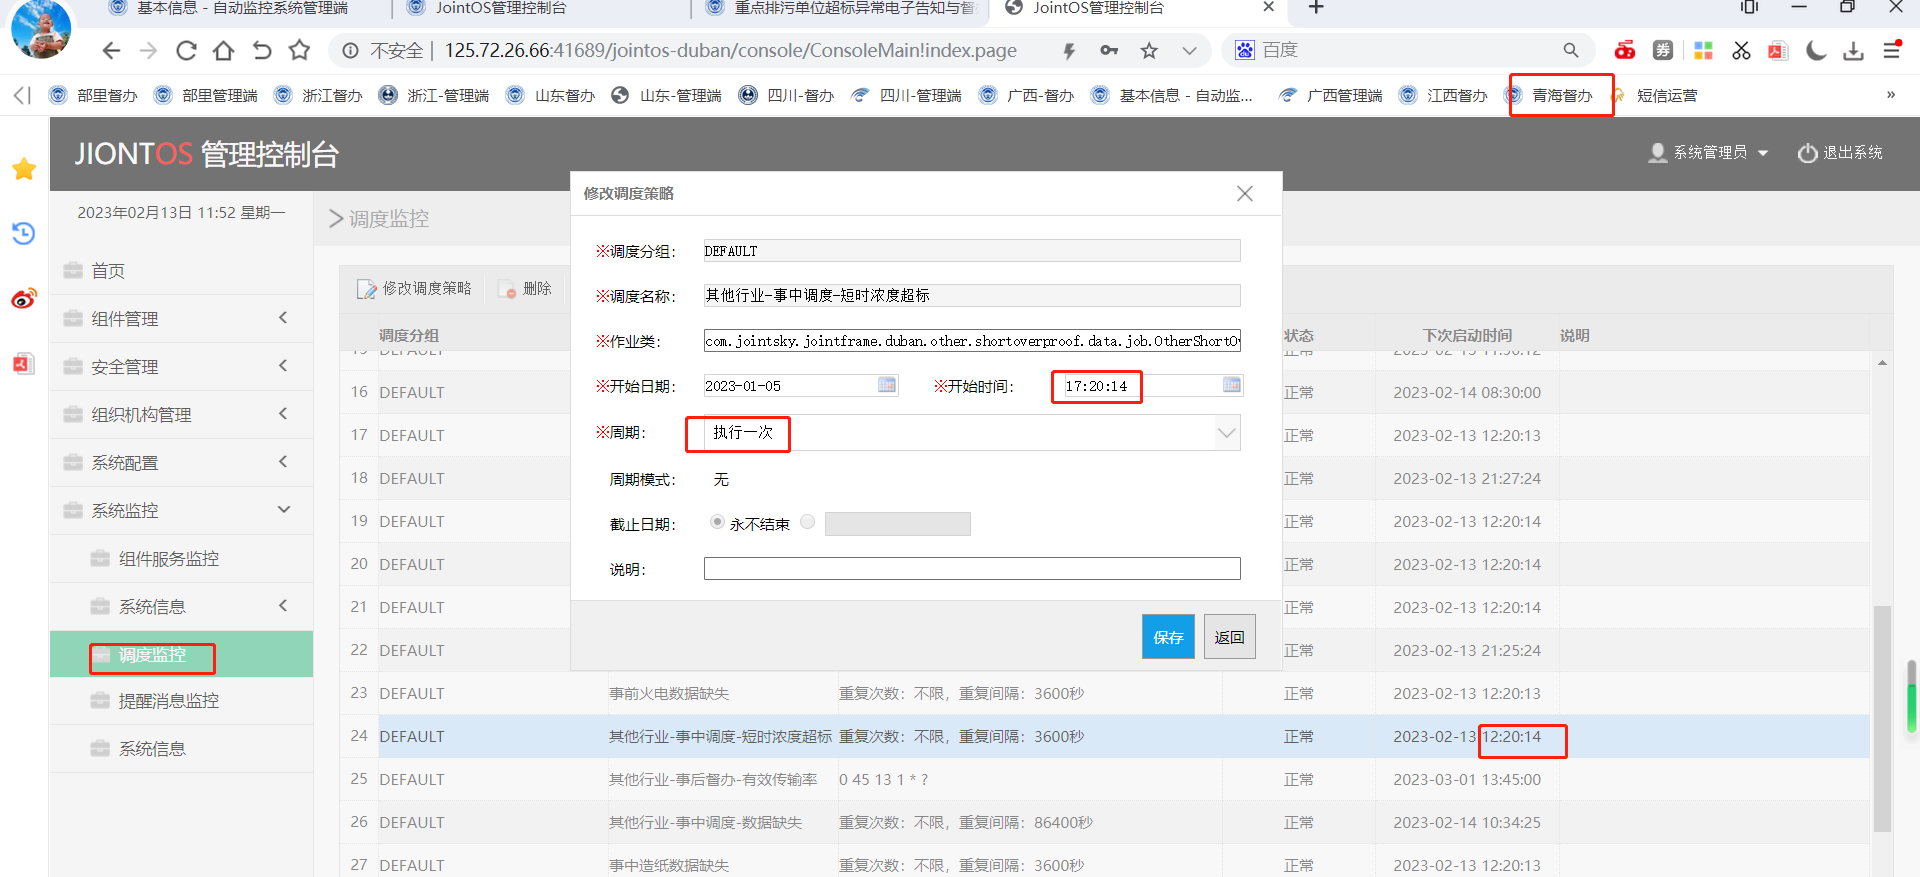 基本信息 - 自动监控系统管理端
JointOS管理控制台
重点排污单位超标异常电子告知与督
JointOS管理控制台
不安全 | 125.72.26.66:41689/jointos-duban/console/ConsoleMain!index.page
百度
券
部里督办
部里管理端
浙江督办
浙江-管理端
山东督办
山东-管理端
四川-督办
四川-管理端
广西-督办
基本信息 - 自动监...
广西管理端
江西督办
青海督办
短信运营
»
JIONTOS 管理控制台
系统管理员
退出系统
2023年02月13日 11:52 星期一
首页
组件管理
安全管理
组织机构管理
系统配置
系统监控
组件服务监控
系统信息
调度监控
提醒消息监控
系统信息
调度监控
修改调度策略
删除
调度分组
状态
下次启动时间
说明
修改调度策略
※调度分组：
DEFAULT
※调度名称：
其他行业-事中调度-短时浓度超标
※作业类：
com.jointsky.jointframe.duban.other.shortoverproof.data.job.OtherShortO
※开始日期：
2023-01-05
※开始时间：
17:20:14
※周期：
执行一次
周期模式：
无
截止日期：
永不结束
说明：
保存
返回
16 DEFAULT 正常 2023-02-14 08:30:00
17 DEFAULT 正常 2023-02-13 12:20:13
18 DEFAULT 正常 2023-02-13 21:27:24
19 DEFAULT 正常 2023-02-13 12:20:14
20 DEFAULT 正常 2023-02-13 12:20:14
21 DEFAULT 正常 2023-02-13 12:20:14
22 DEFAULT 正常 2023-02-13 21:25:24
23 DEFAULT 事前火电数据缺失 重复次数：不限，重复间隔：3600秒 正常 2023-02-13 12:20:13
24 DEFAULT 其他行业-事中调度-短时浓度超标 重复次数：不限，重复间隔：3600秒 正常 2023-02-13 12:20:14
25 DEFAULT 其他行业-事后督办-有效传输率 0 45 13 1 * ? 正常 2023-03-01 13:45:00
26 DEFAULT 其他行业-事中调度-数据缺失 重复次数：不限，重复间隔：86400秒 正常 2023-02-14 10:34:25
27 DEFAULT 事中造纸数据缺失 重复次数：不限，重复间隔：3600秒 正常 2023-02-13 12:20:13